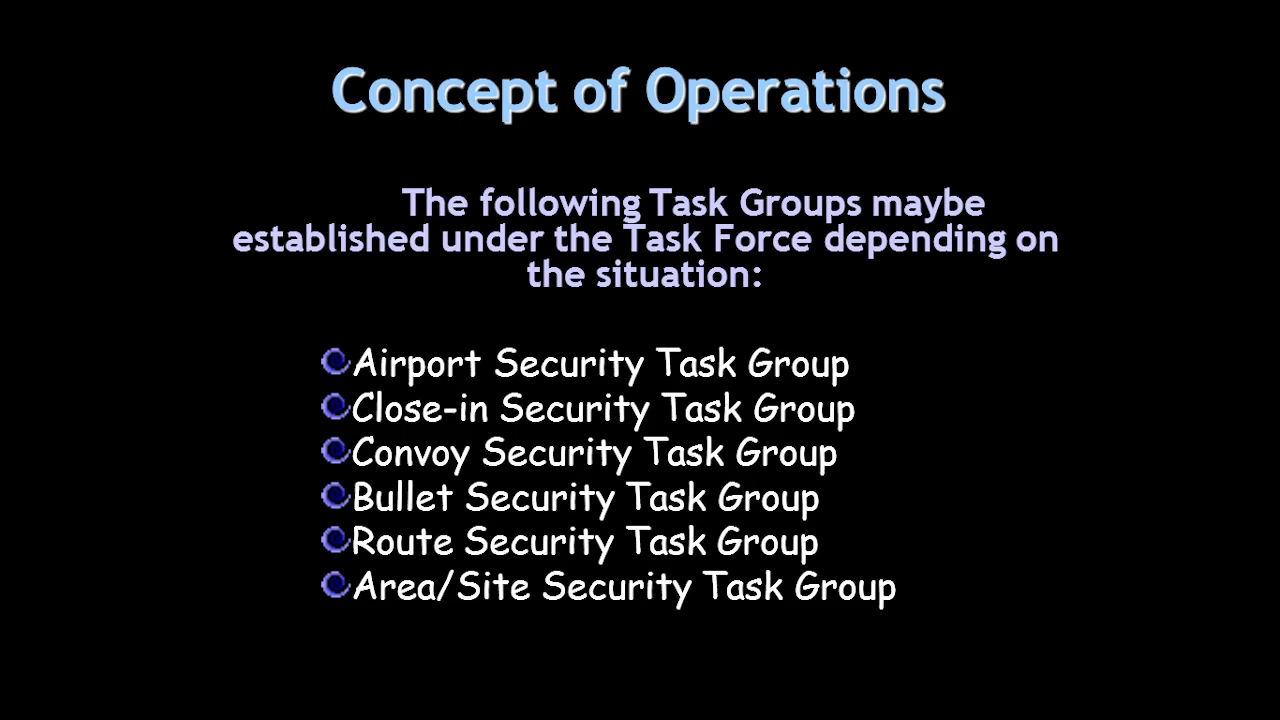 Concept of Operations
The following Task Groups maybe
established under the Task Force depending on
the situation:
Airport Security Task Group
Close-in Security Task Group
Convoy Security Task Group
Bullet Security Task Group
Route Security Task Group
Area/Site Security Task Group